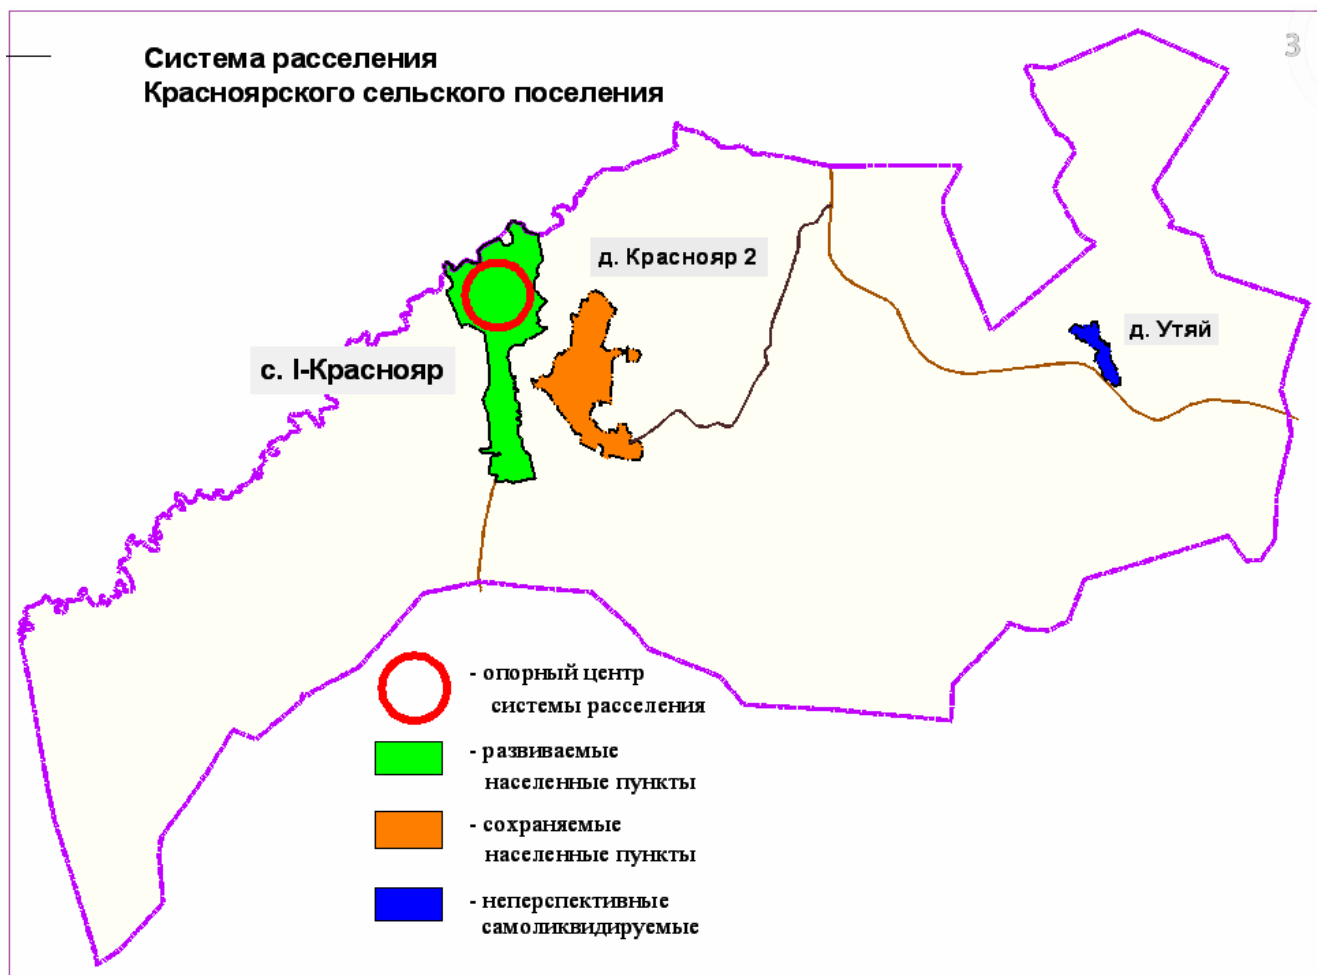 Система расселения
Красноярского сельского поселения
3
д. Краснояр 2
д. Утяй
с. I-Краснояр
- опорный центр
системы расселения
- развиваемые
населенные пункты
- сохраняемые
населенные пункты
- неперспективные
самоликвидируемые